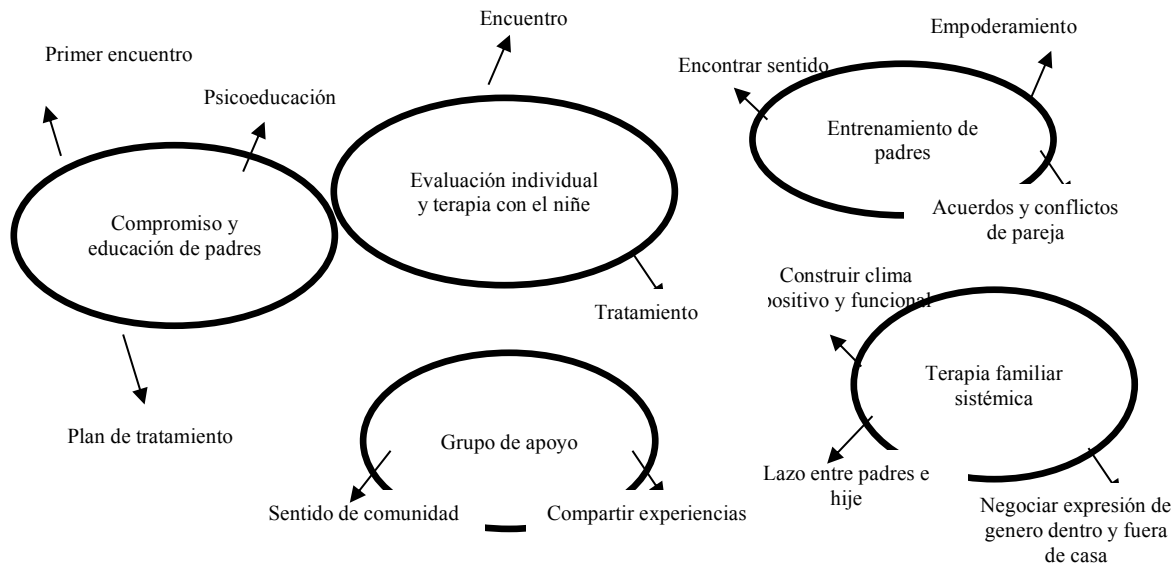 Primer encuentro
Psicoeducación
Compromiso y
educación de padres
Plan de tratamiento
Encuentro
Evaluación individual
y terapia con el niñe
Tratamiento
Grupo de apoyo
Sentido de comunidad
Compartir experiencias
Empoderamiento
Encontrar sentido
Entrenamiento de
padres
Acuerdos y conflictos
de pareja
Construir clima
positivo y funcional
Terapia familiar
sistémica
Lazo entre padres e
hije
Negociar expresión de
genero dentro y fuera
de casa